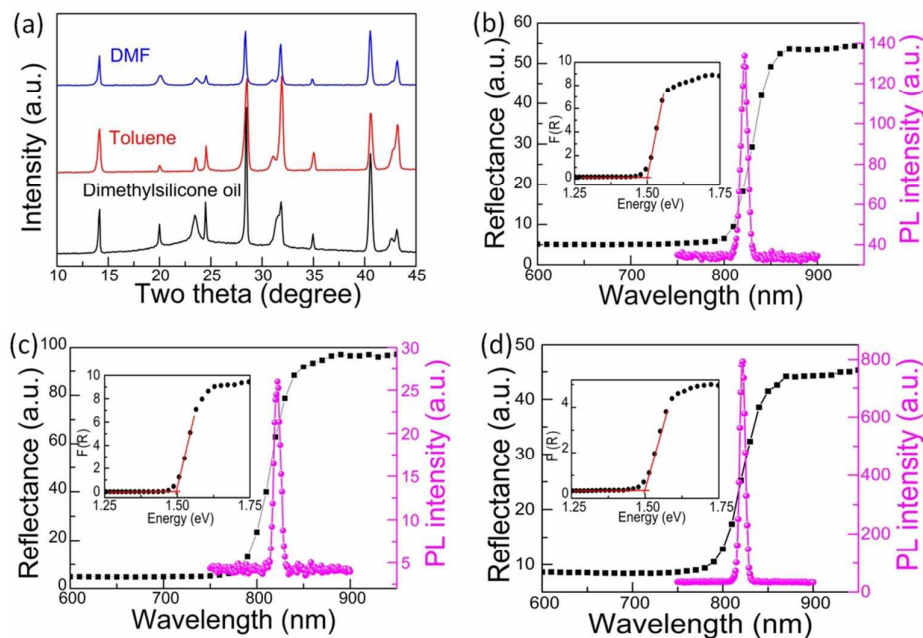 (a)
DMF
Toluene
Dimethylsilicone oil
Intensity (a.u.)
10 15 20 25 30 35 40 45
Two theta (degree)
(b)
60
50
40
30
20
10
0
Reflectance (a.u.)
600 700 800 900
Wavelength (nm)
140
120
100
80
60
40
PL intensity (a.u.)
10
8
6
4
2
0
F(R)
1.25 1.50 1.75
Energy (eV)
(c)
100
80
60
40
20
0
Reflectance (a.u.)
600 700 800 900
Wavelength (nm)
30
25
20
15
10
5
0
PL intensity (a.u.)
10
8
6
4
2
0
F(R)
1.25 1.50 1.75
Energy (eV)
(d)
50
40
30
20
10
Reflectance (a.u.)
600 700 800 900
Wavelength (nm)
800
600
400
200
0
PL intensity (a.u.)
4
2
0
F(R)
1.25 1.50 1.75
Energy (eV)